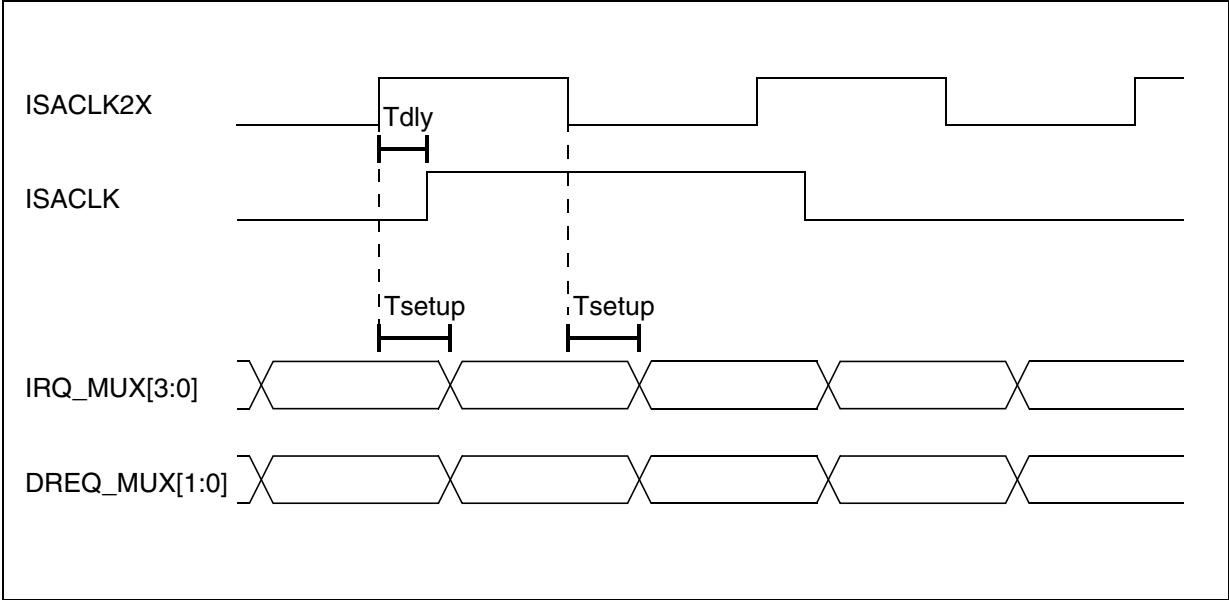 ISACLK2X
Tdly
ISACLK
Tsetup Tsetup
IRQ_MUX[3:0]
DREQ_MUX[1:0]